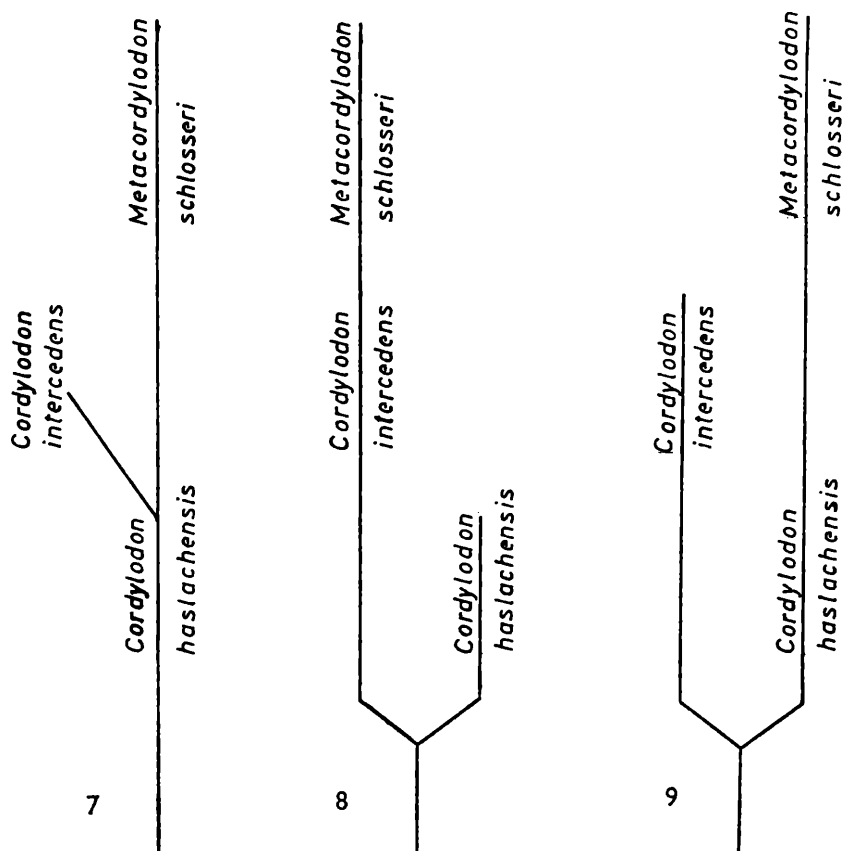 Cordylodon
intercedens
Cordylodon
haslachensis
Metacordylodon
schlosseri
7
Cordylodon
intercedens
Metacordylodon
schlosseri
Cordylodon
haslachensis
8
Cordylodon
intercedens
Cordylodon
haslachensis
Metacordylodon
schlosseri
9